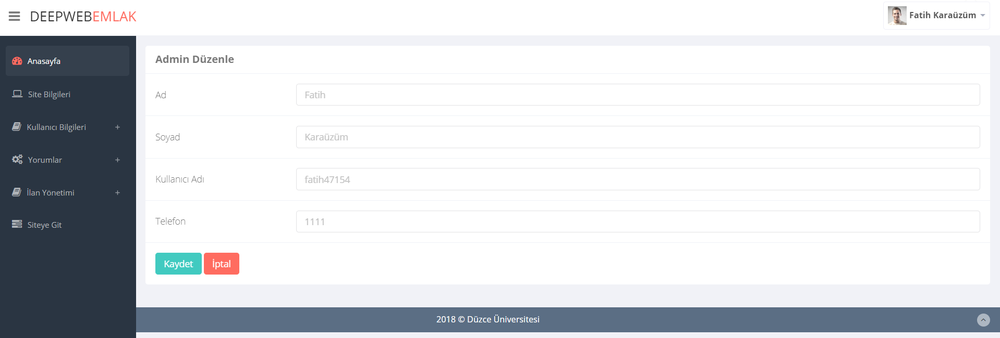 DEEPWEBEMLAK
Fatih Karaüzüm
Anasayfa
Site Bilgileri
Kullanıcı Bilgileri +
Yorumlar +
İlan Yönetimi +
Siteye Git
Admin Düzenle
Ad Fatih
Soyad Karaüzüm
Kullanıcı Adı fatih47154
Telefon 1111
Kaydet İptal
2018 © Düzce Üniversitesi